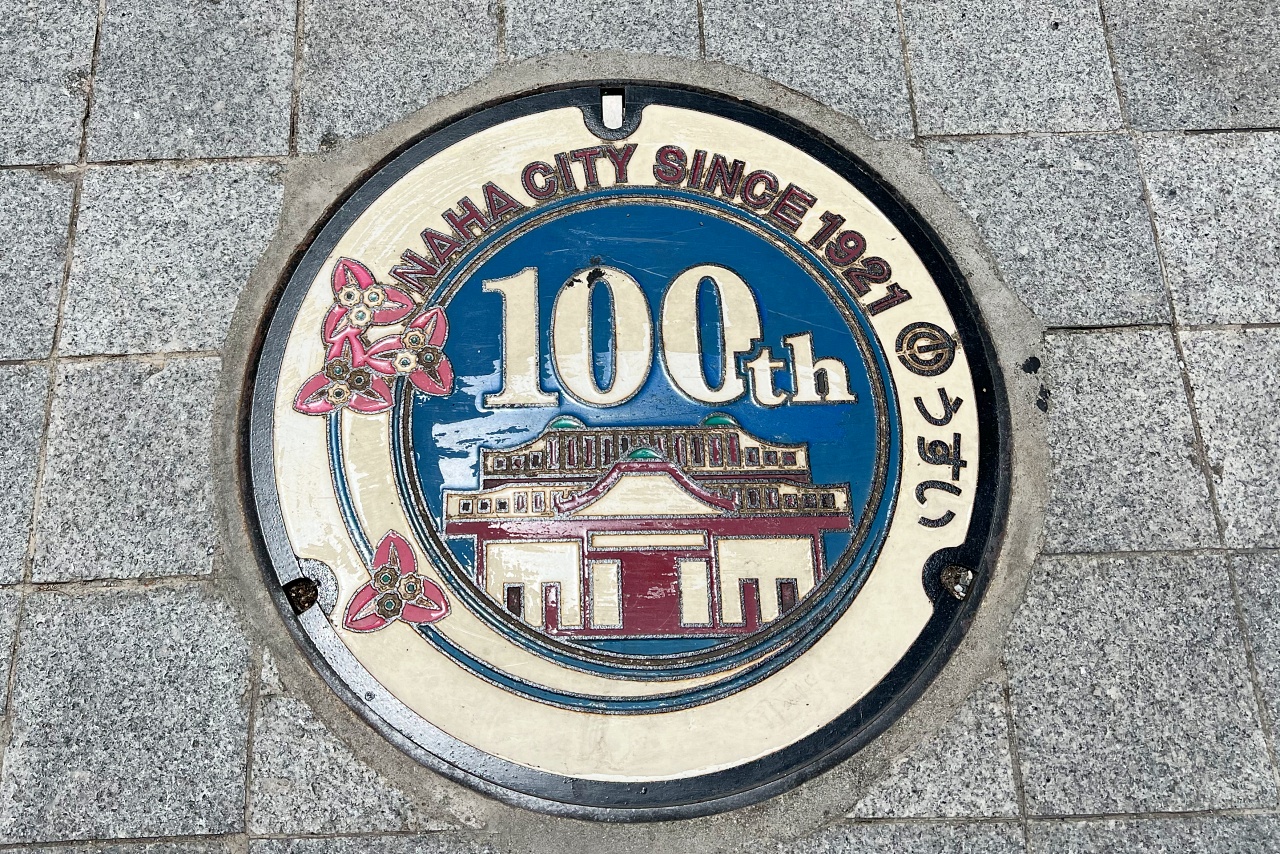 NAHA CITY SINCE 1921
100th
うすい